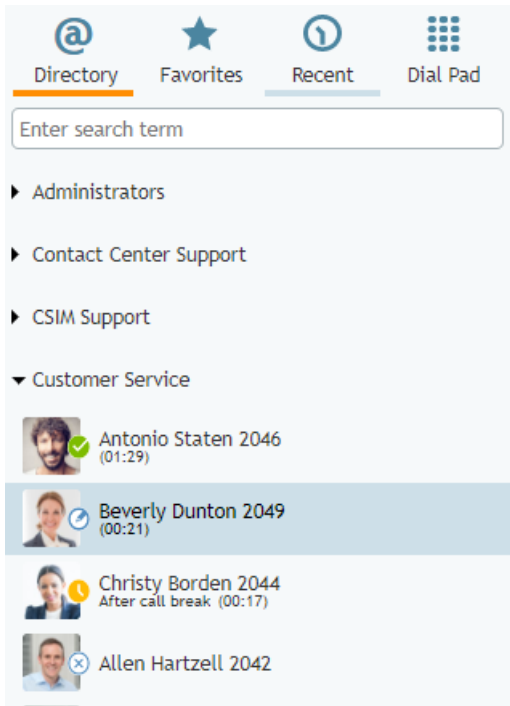 Directory Favorites Recent Dial Pad
Enter search term
Administrators
Contact Center Support
CSIM Support
Customer Service
Antonio Staten 2046
(01:29)
Beverly Dunton 2049
(00:21)
Christy Borden 2044
After call break (00:17)
Allen Hartzell 2042